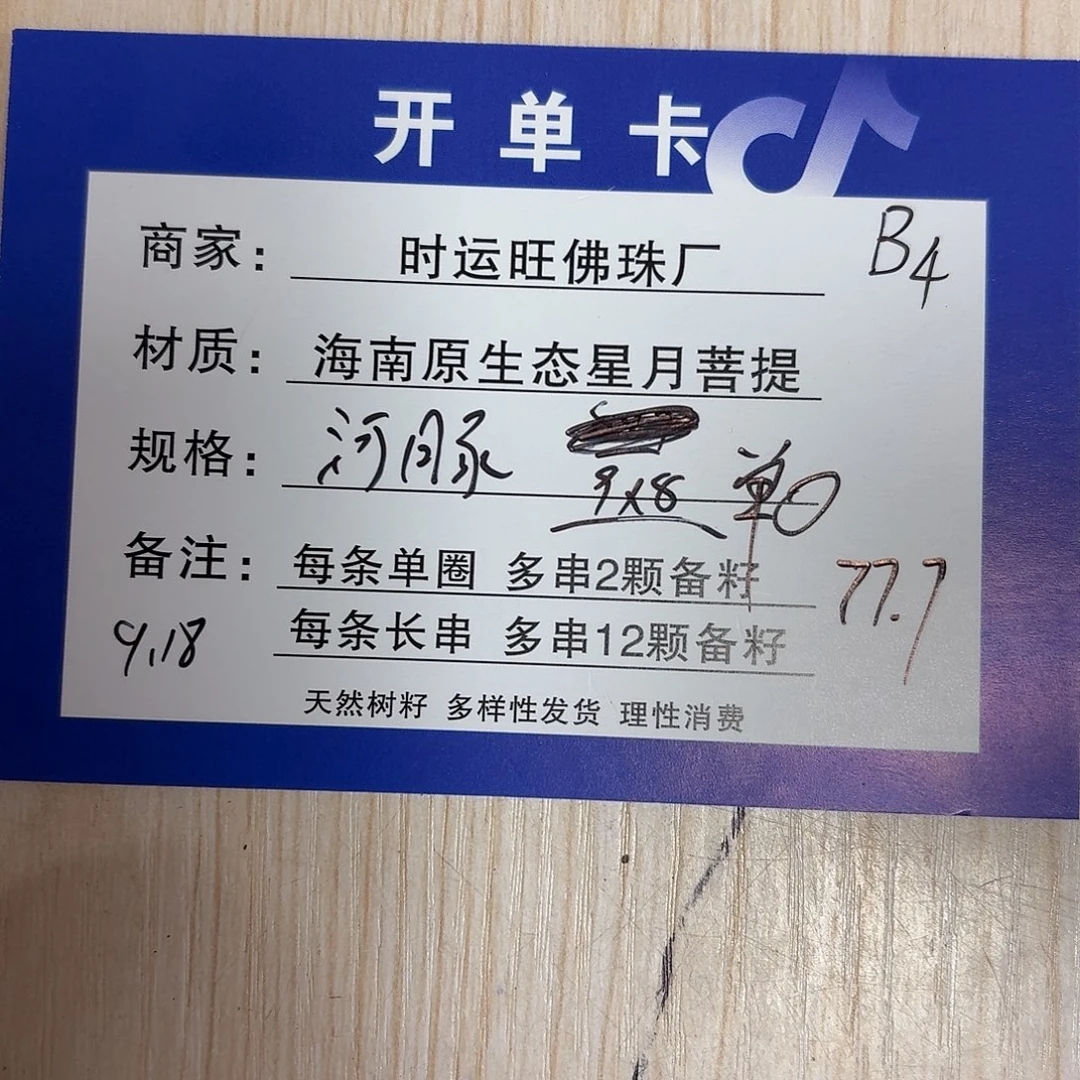 开单卡
B4
商家： 时运旺佛珠厂
材质： 海南原生态星月菩提
规格： 河豚 9x8 单O
备注： 每条单圈 多串2颗备籽
77.7
每条长串 多串12颗备籽
9.18
天然树籽 多样性发货 理性消费